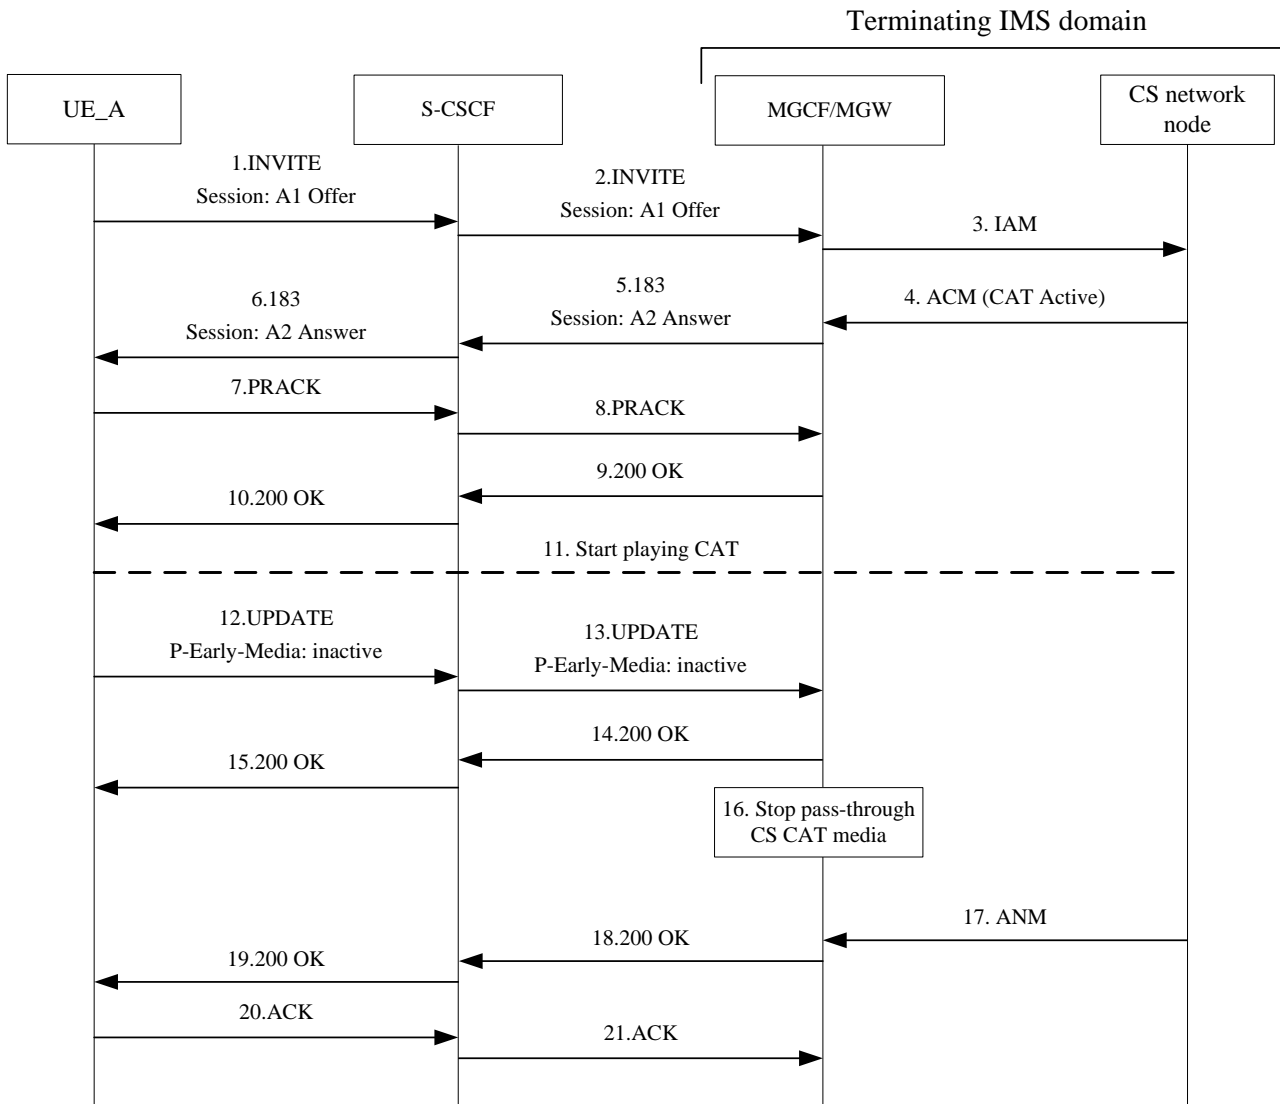 Terminating IMS domain
UE_A
S-CSCF
MGCF/MGW
CS network
node
1.INVITE
Session: A1 Offer
2.INVITE
Session: A1 Offer
3. IAM
4. ACM (CAT Active)
5.183
Session: A2 Answer
6.183
Session: A2 Answer
7.PRACK
8.PRACK
9.200 OK
10.200 OK
11. Start playing CAT
12.UPDATE
P-Early-Media: inactive
13.UPDATE
P-Early-Media: inactive
14.200 OK
15.200 OK
16. Stop pass-through
CS CAT media
17. ANM
18.200 OK
19.200 OK
20.ACK
21.ACK